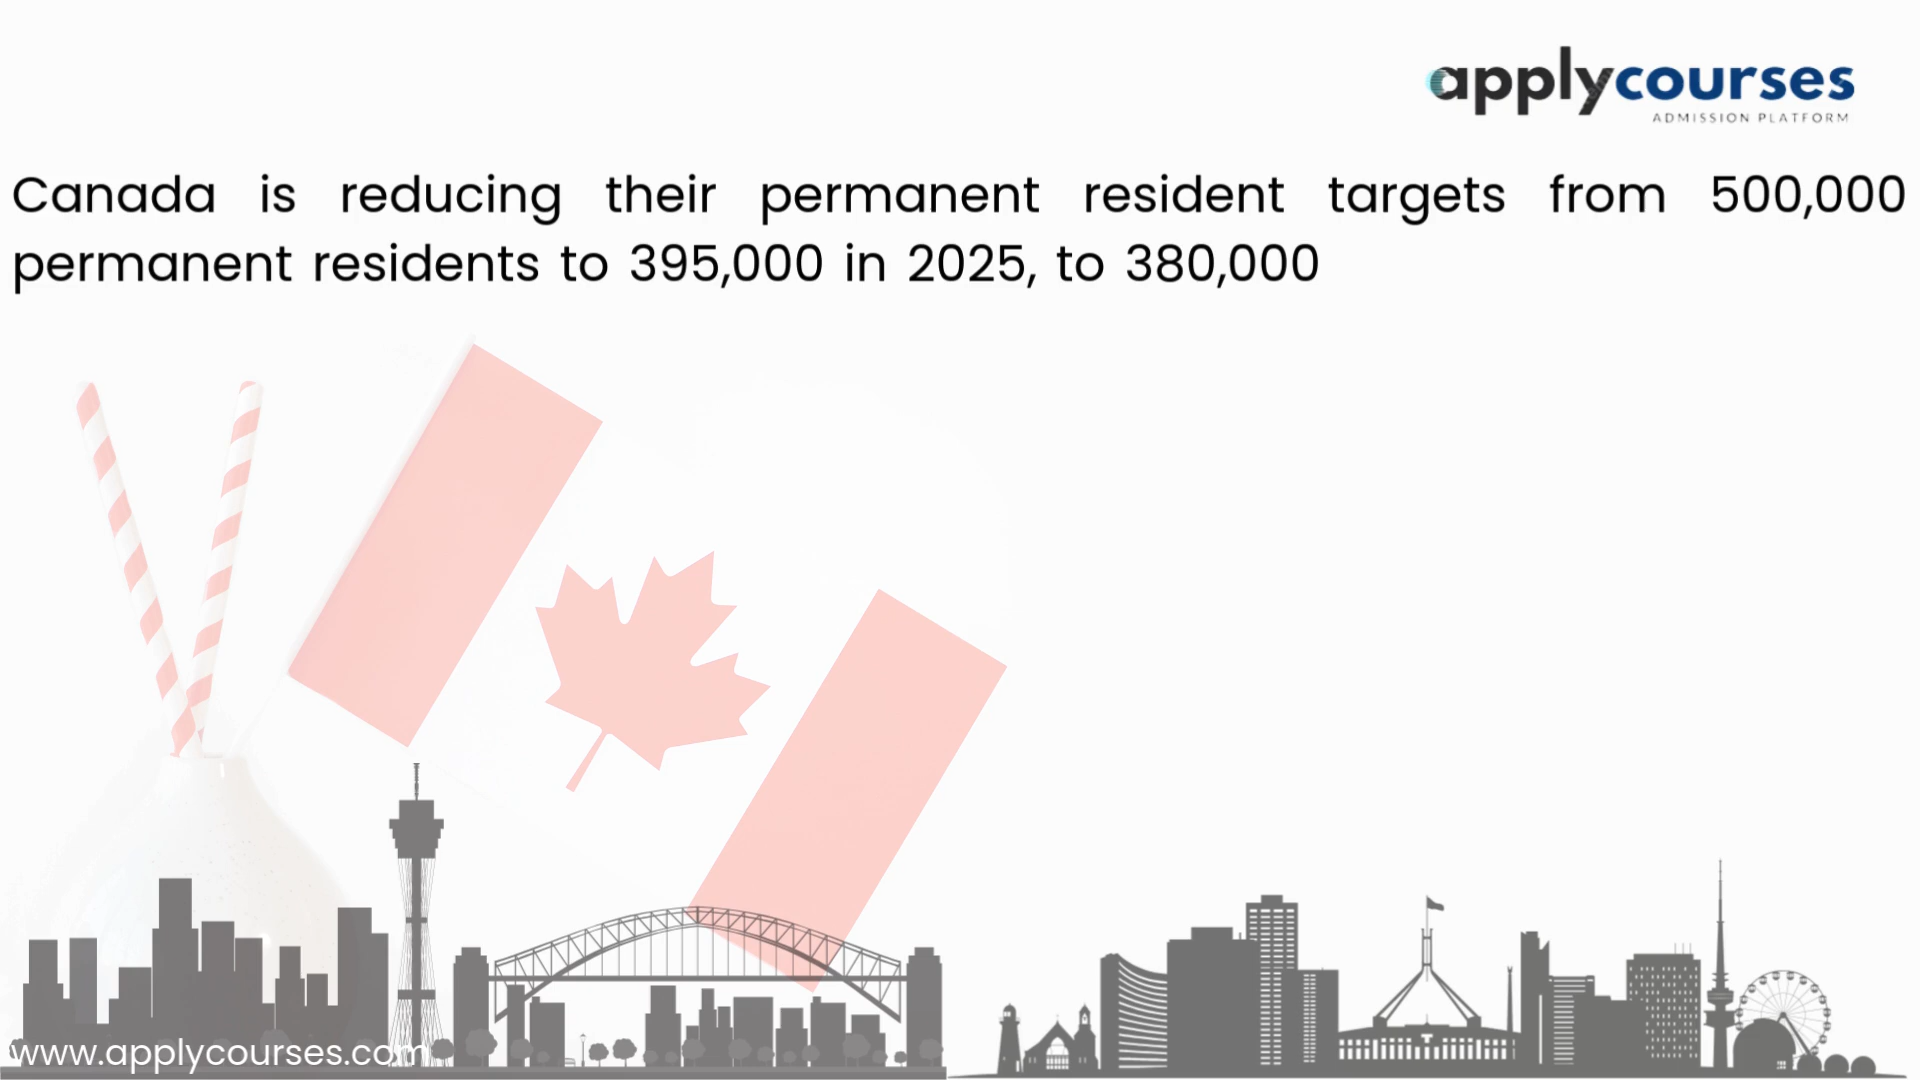 applycourses
ADMISSION PLATFORM
Canada is reducing their permanent resident targets from 500,000
permanent residents to 395,000 in 2025, to 380,000
www.applycourses.com